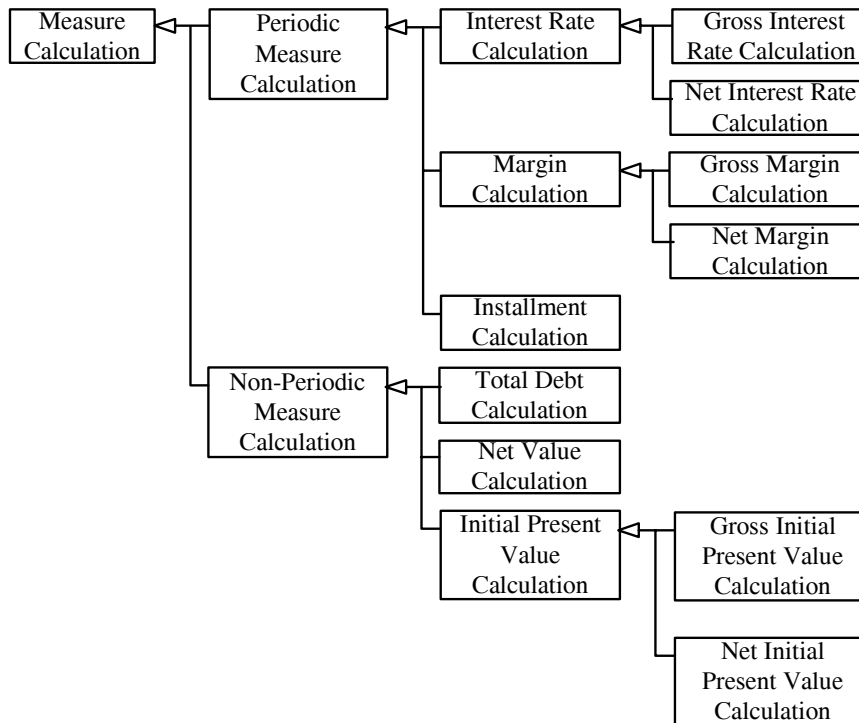 Measure
Calculation
Periodic
Measure
Calculation
Interest Rate
Calculation
Gross Interest
Rate Calculation
Net Interest Rate
Calculation
Margin
Calculation
Gross Margin
Calculation
Net Margin
Calculation
Installment
Calculation
Non-Periodic
Measure
Calculation
Total Debt
Calculation
Net Value
Calculation
Initial Present
Value
Calculation
Gross Initial
Present Value
Calculation
Net Initial
Present Value
Calculation